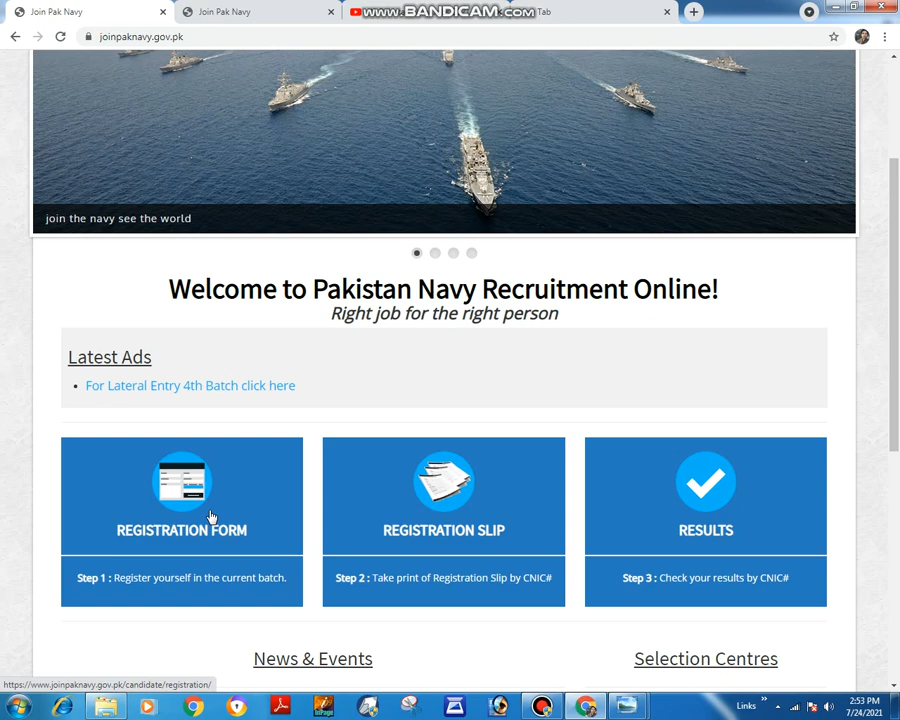 Join Pak Navy
Join Pak Navy
www.BANDICAM.com
Tab
joinpaknavy.gov.pk
join the navy see the world
Welcome to Pakistan Navy Recruitment Online!
Right job for the right person
Latest Ads
• For Lateral Entry 4th Batch click here
REGISTRATION FORM
REGISTRATION SLIP
RESULTS
Step 1 : Register yourself in the current batch.
Step 2 : Take print of Registration Slip by CNIC#
Step 3 : Check your results by CNIC#
News & Events
Selection Centres
https://www.joinpaknavy.gov.pk/candidate/registration/
Links
2:53 PM
7/24/2021